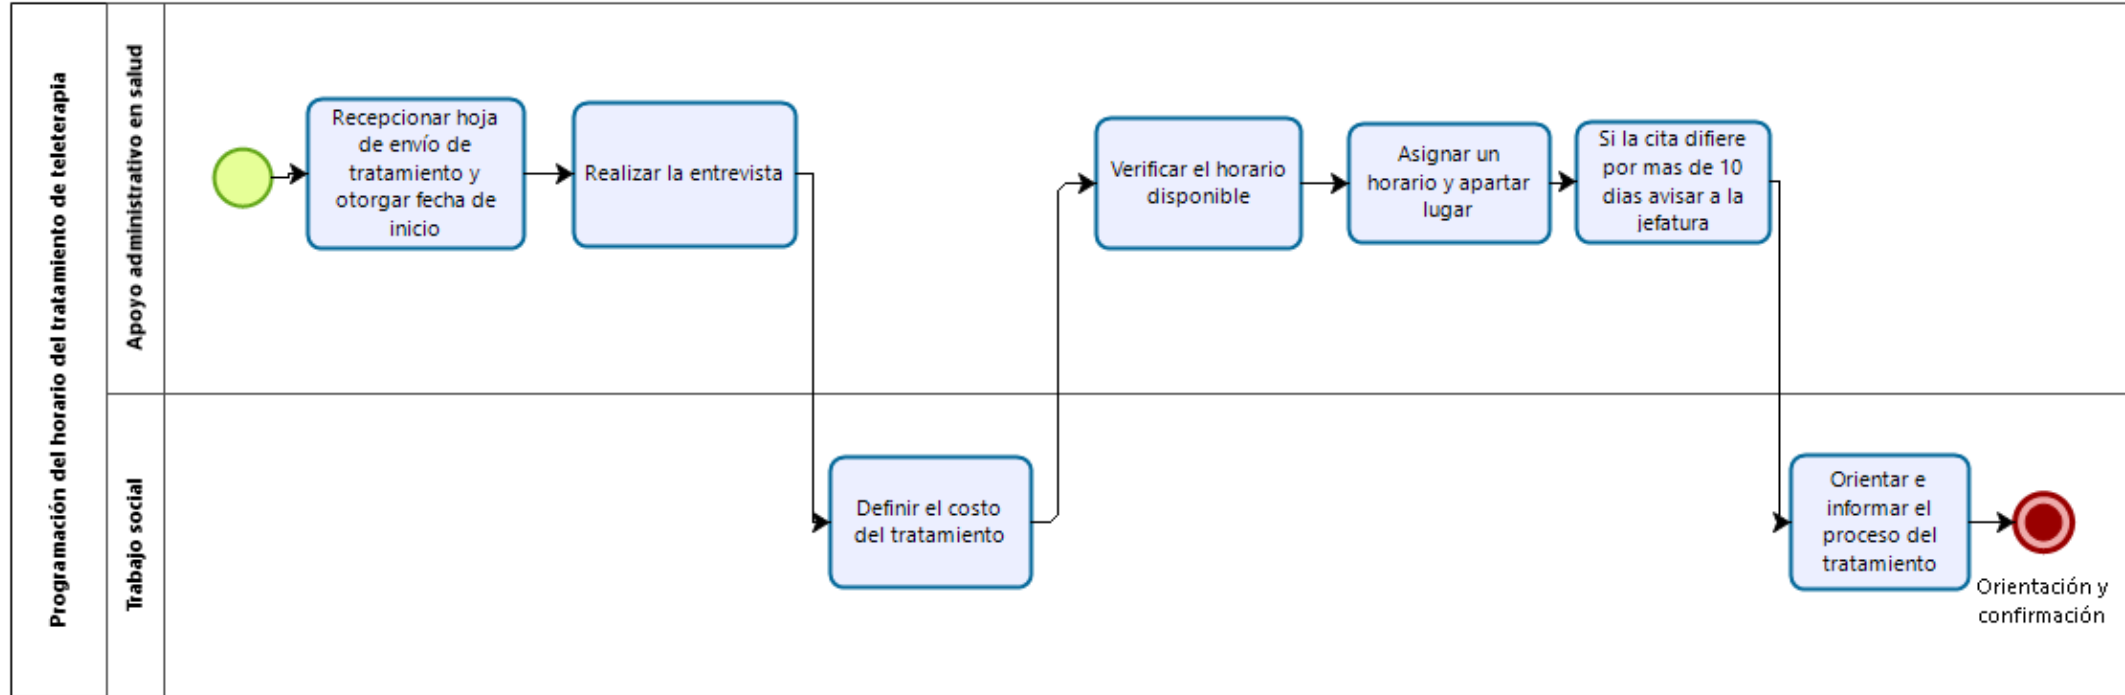 Programación del horario del tratamiento de teleterapia
Apoyo administrativo en salud
Recepcionar hoja
de envío de
tratamiento y
otorgar fecha de
inicio
Realizar la entrevista
Verificar el horario
disponible
Asignar un
horario y apartar
lugar
Si la cita difiere
por mas de 10
dias avisar a la
jefatura
Trabajo social
Definir el costo
del tratamiento
Orientar e
informar el
proceso del
tratamiento
Orientación y
confirmación